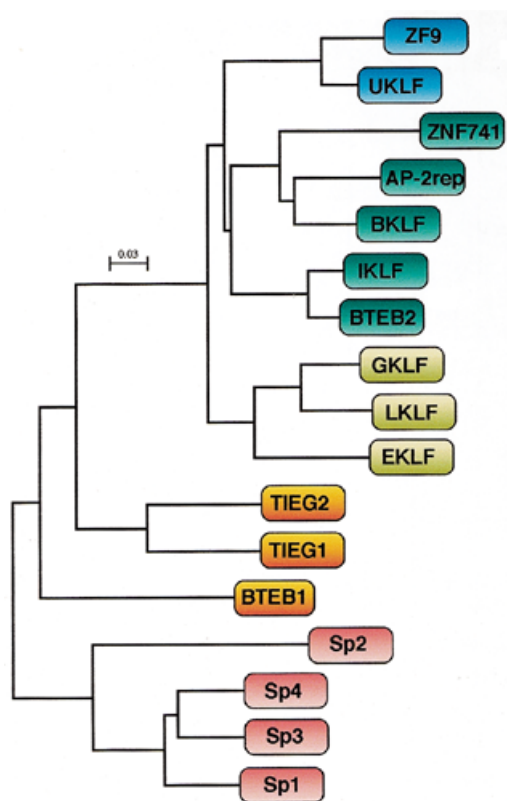 ZF9
UKLF
ZNF741
AP-2rep
BKLF
0.03
IKLF
BTEB2
GKLF
LKLF
EKLF
TIEG2
TIEG1
BTEB1
Sp2
Sp4
Sp3
Sp1